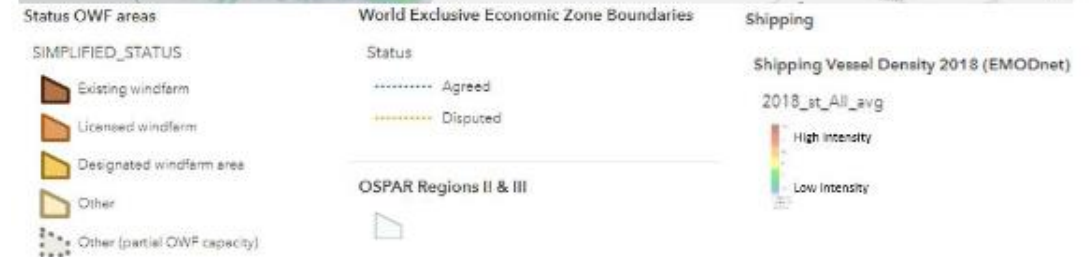 Status OWF areas
SIMPLIFIED_STATUS
Existing windfarm
Licensed windfarm
Designated windfarm area
Other
Other (partial OWF capacity)
World Exclusive Economic Zone Boundaries
Status
Agreed
Disputed
OSPAR Regions II & III
Shipping
Shipping Vessel Density 2018 (EMODnet)
2018_st_All_avg
High Intensity
Low Intensity